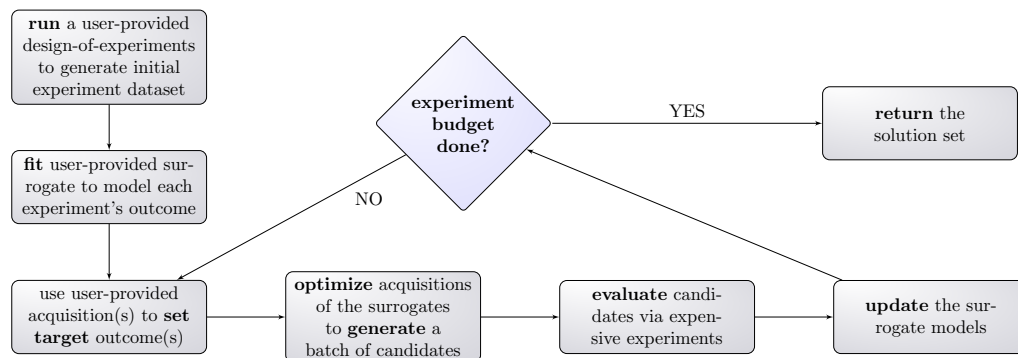 run a user-provided
design-of-experiments
to generate initial
experiment dataset
fit user-provided sur-
rogate to model each
experiment's outcome
use user-provided
acquisition(s) to set
target outcome(s)
optimize acquisitions
of the surrogates
to generate a
batch of candidates
evaluate candi-
dates via expen-
sive experiments
update the sur-
rogate models
experiment
budget
done?
NO
YES
return the
solution set